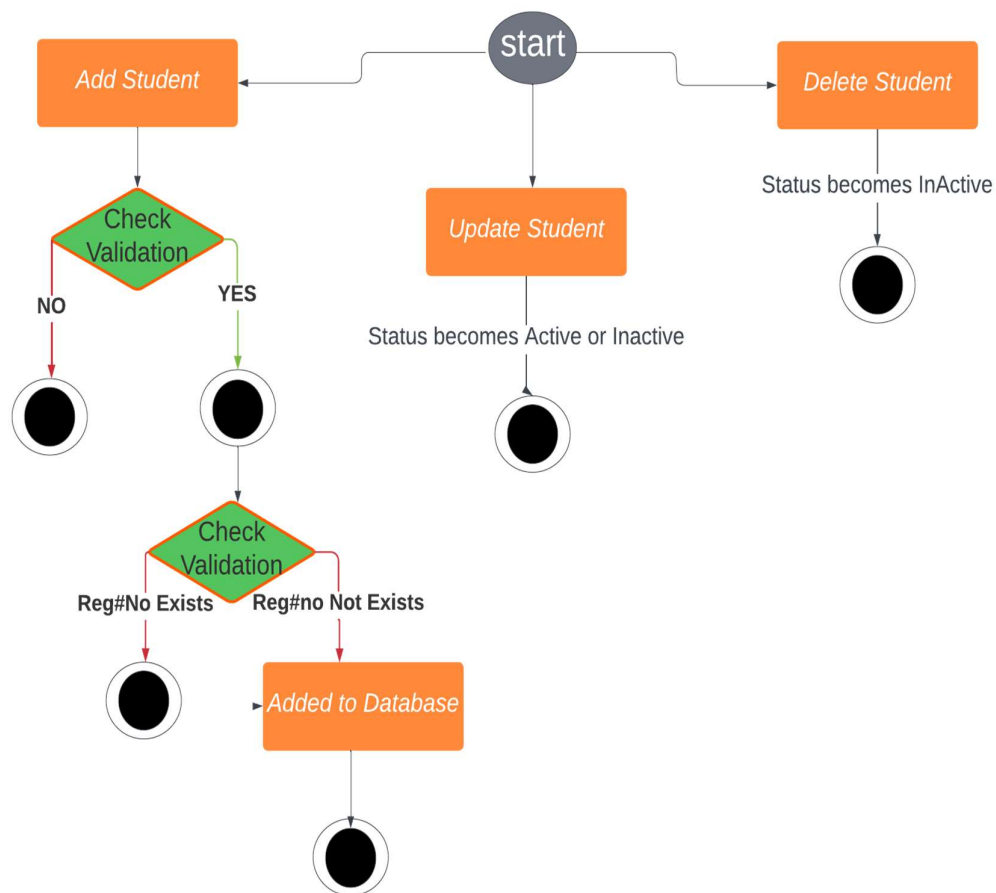 start
Add Student
Delete Student
Status becomes InActive
Check
Validation
Update Student
NO
YES
Status becomes Active or Inactive
Check
Validation
Reg#No Exists
Reg#no Not Exists
Added to Database